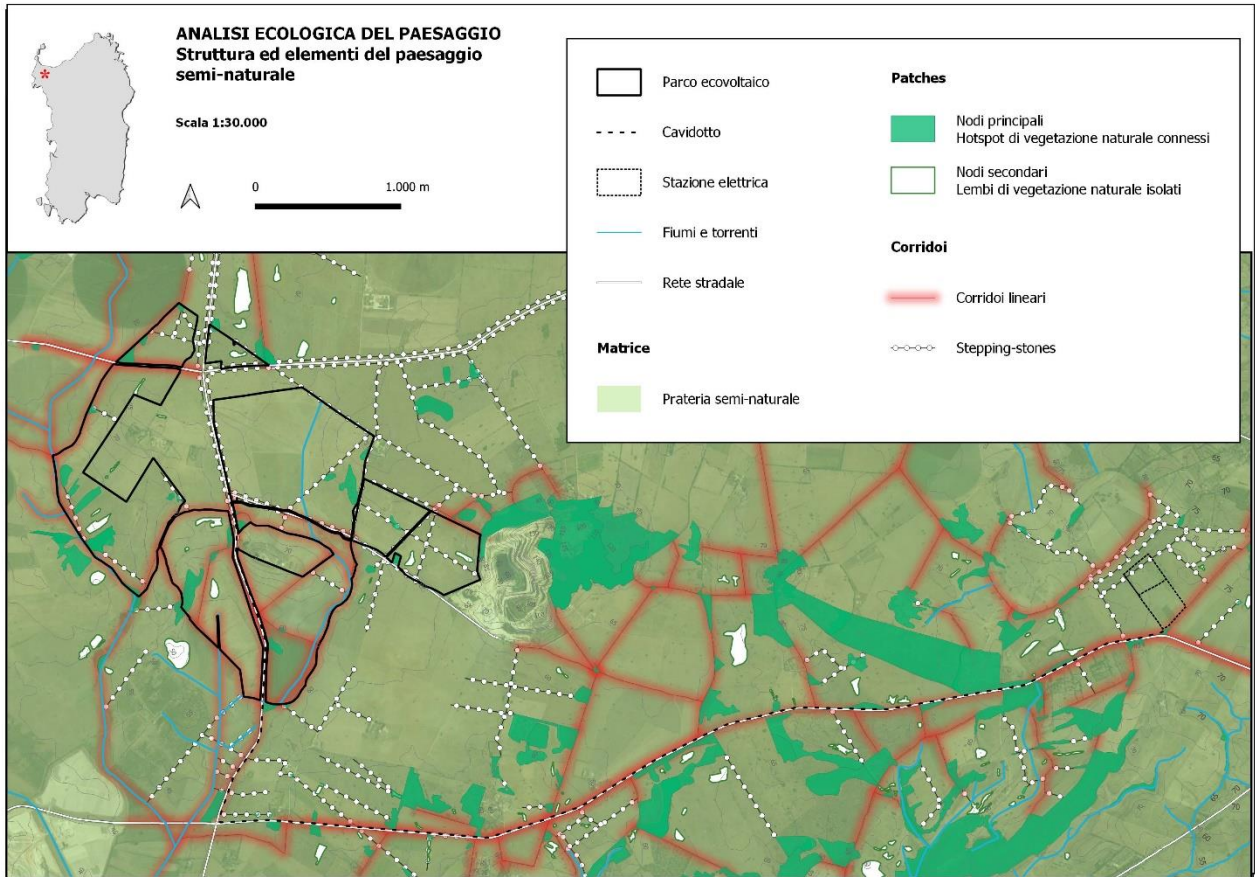 ANALISI ECOLOGICA DEL PAESAGGIO
Struttura ed elementi del paesaggio
semi-naturale
Scala 1:30.000
0
1.000 m
Parco ecovoltaico
Cavidotto
Stazione elettrica
Fiumi e torrenti
Rete stradale
Matrice
Prateria semi-naturale
Patches
Nodi principali
Hotspot di vegetazione naturale connessi
Nodi secondari
Lembi di vegetazione naturale isolati
Corridoi
Corridoi lineari
Stepping-stones